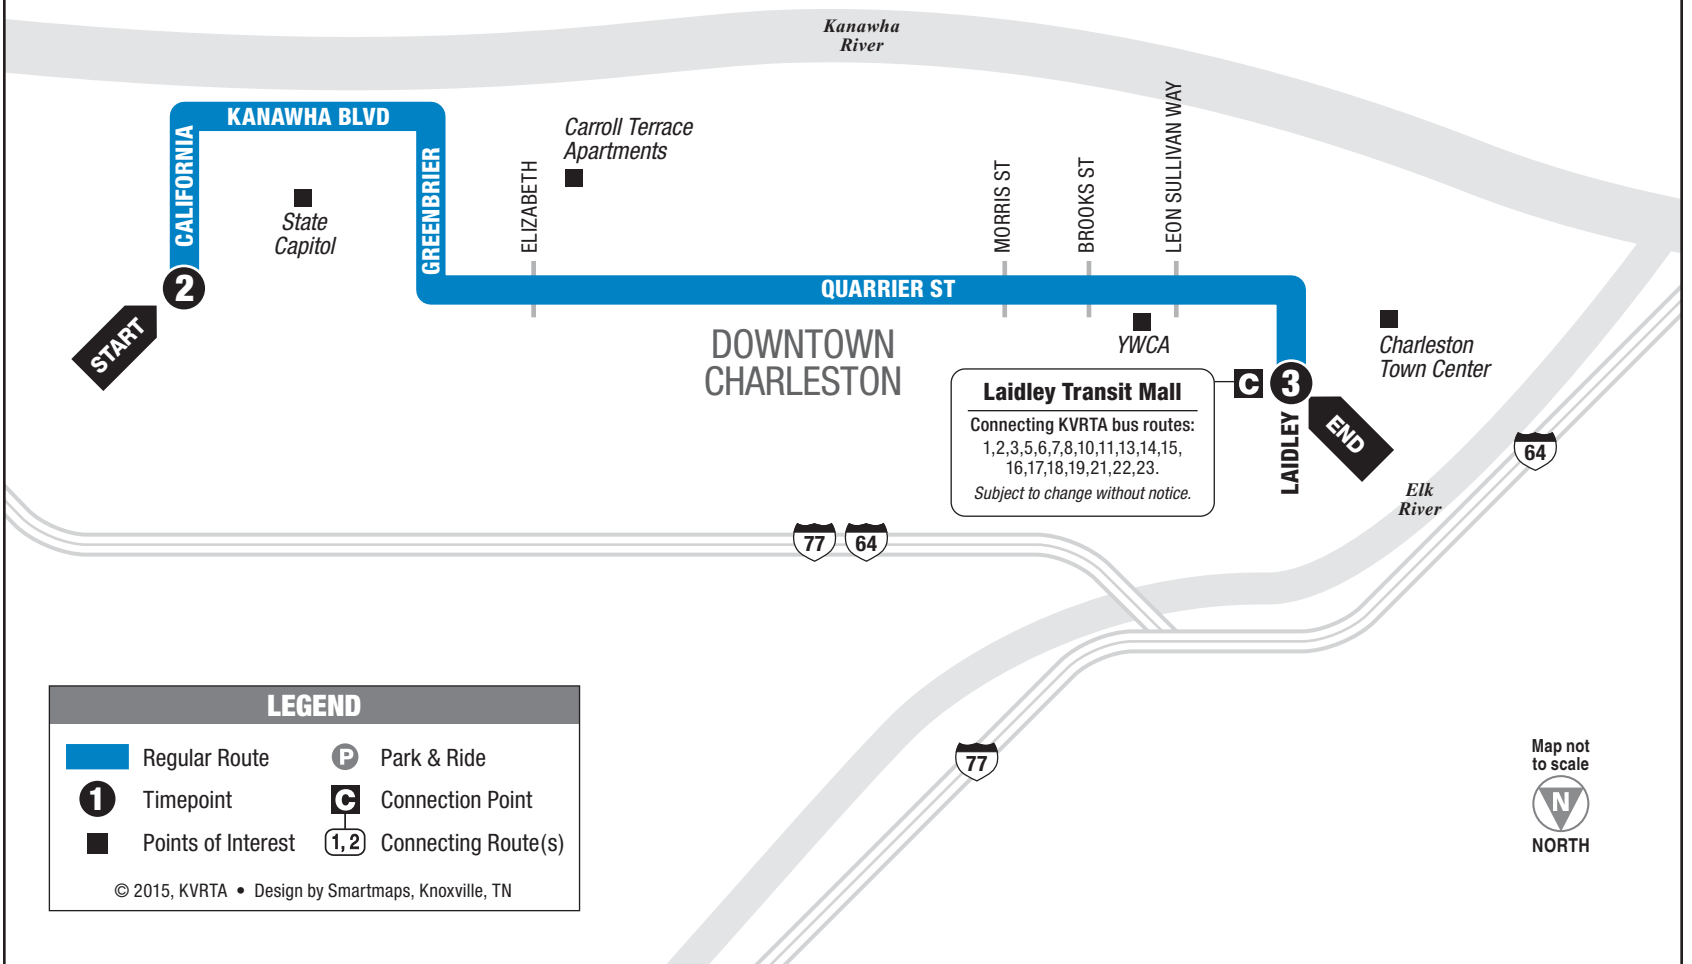 Kanawha
River
KANAWHA BLVD
CALIFORNIA
GREENBRIER
State
Capitol
2
START
ELIZABETH
Carroll Terrace
Apartments
MORRIS ST
BROOKS ST
LEON SULLIVAN WAY
QUARRIER ST
DOWNTOWN
CHARLESTON
YWCA
Charleston
Town Center
Laidley Transit Mall
Connecting KVRTA bus routes:
1,2,3,5,6,7,8,10,11,13,14,15,
16,17,18,19,21,22,23.
Subject to change without notice.
C
3
LAIDLEY
END
64
Elk
River
77
64
77
LEGEND
Regular Route
P
Park & Ride
1
Timepoint
C
Connection Point
Points of Interest
1,2
Connecting Route(s)
© 2015, KVRTA • Design by Smartmaps, Knoxville, TN
Map not
to scale
N
NORTH